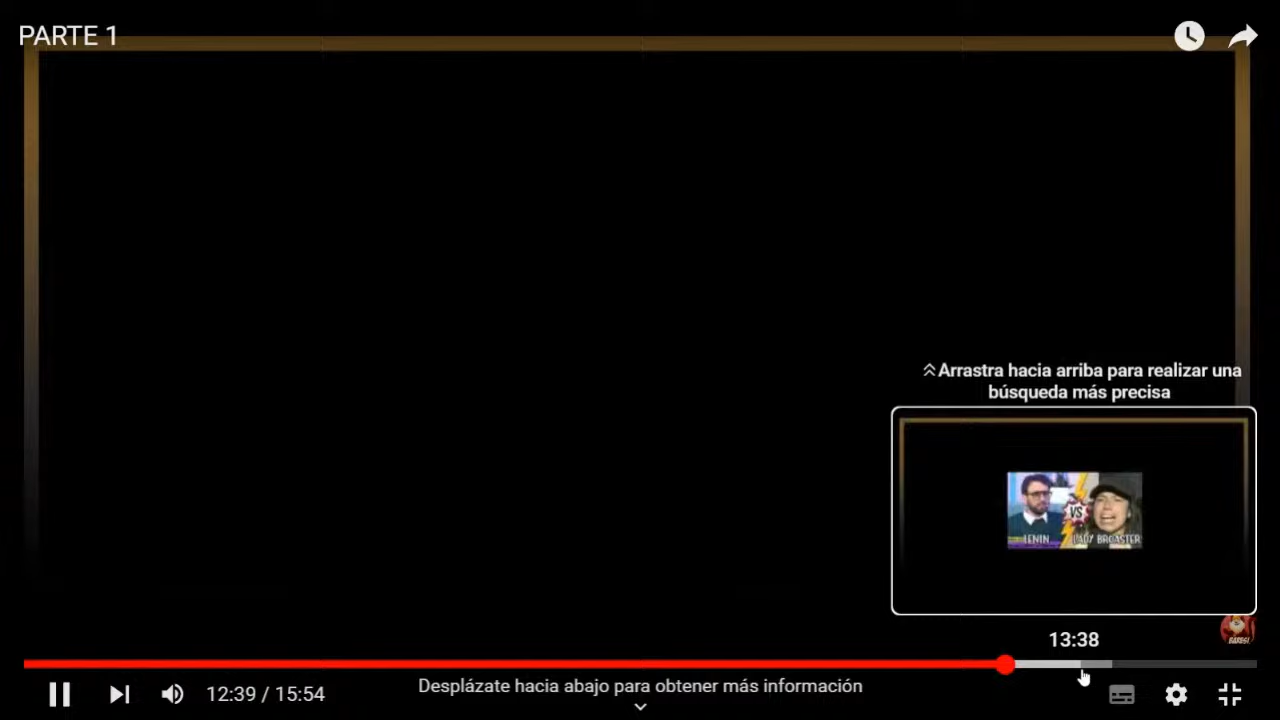 PARTE 1
Arrastra hacia arriba para realizar una
búsqueda más precisa
VS
LENIN
LADY BROASTER
13:38
BARES!
12:39 / 15:54
Desplázate hacia abajo para obtener más información